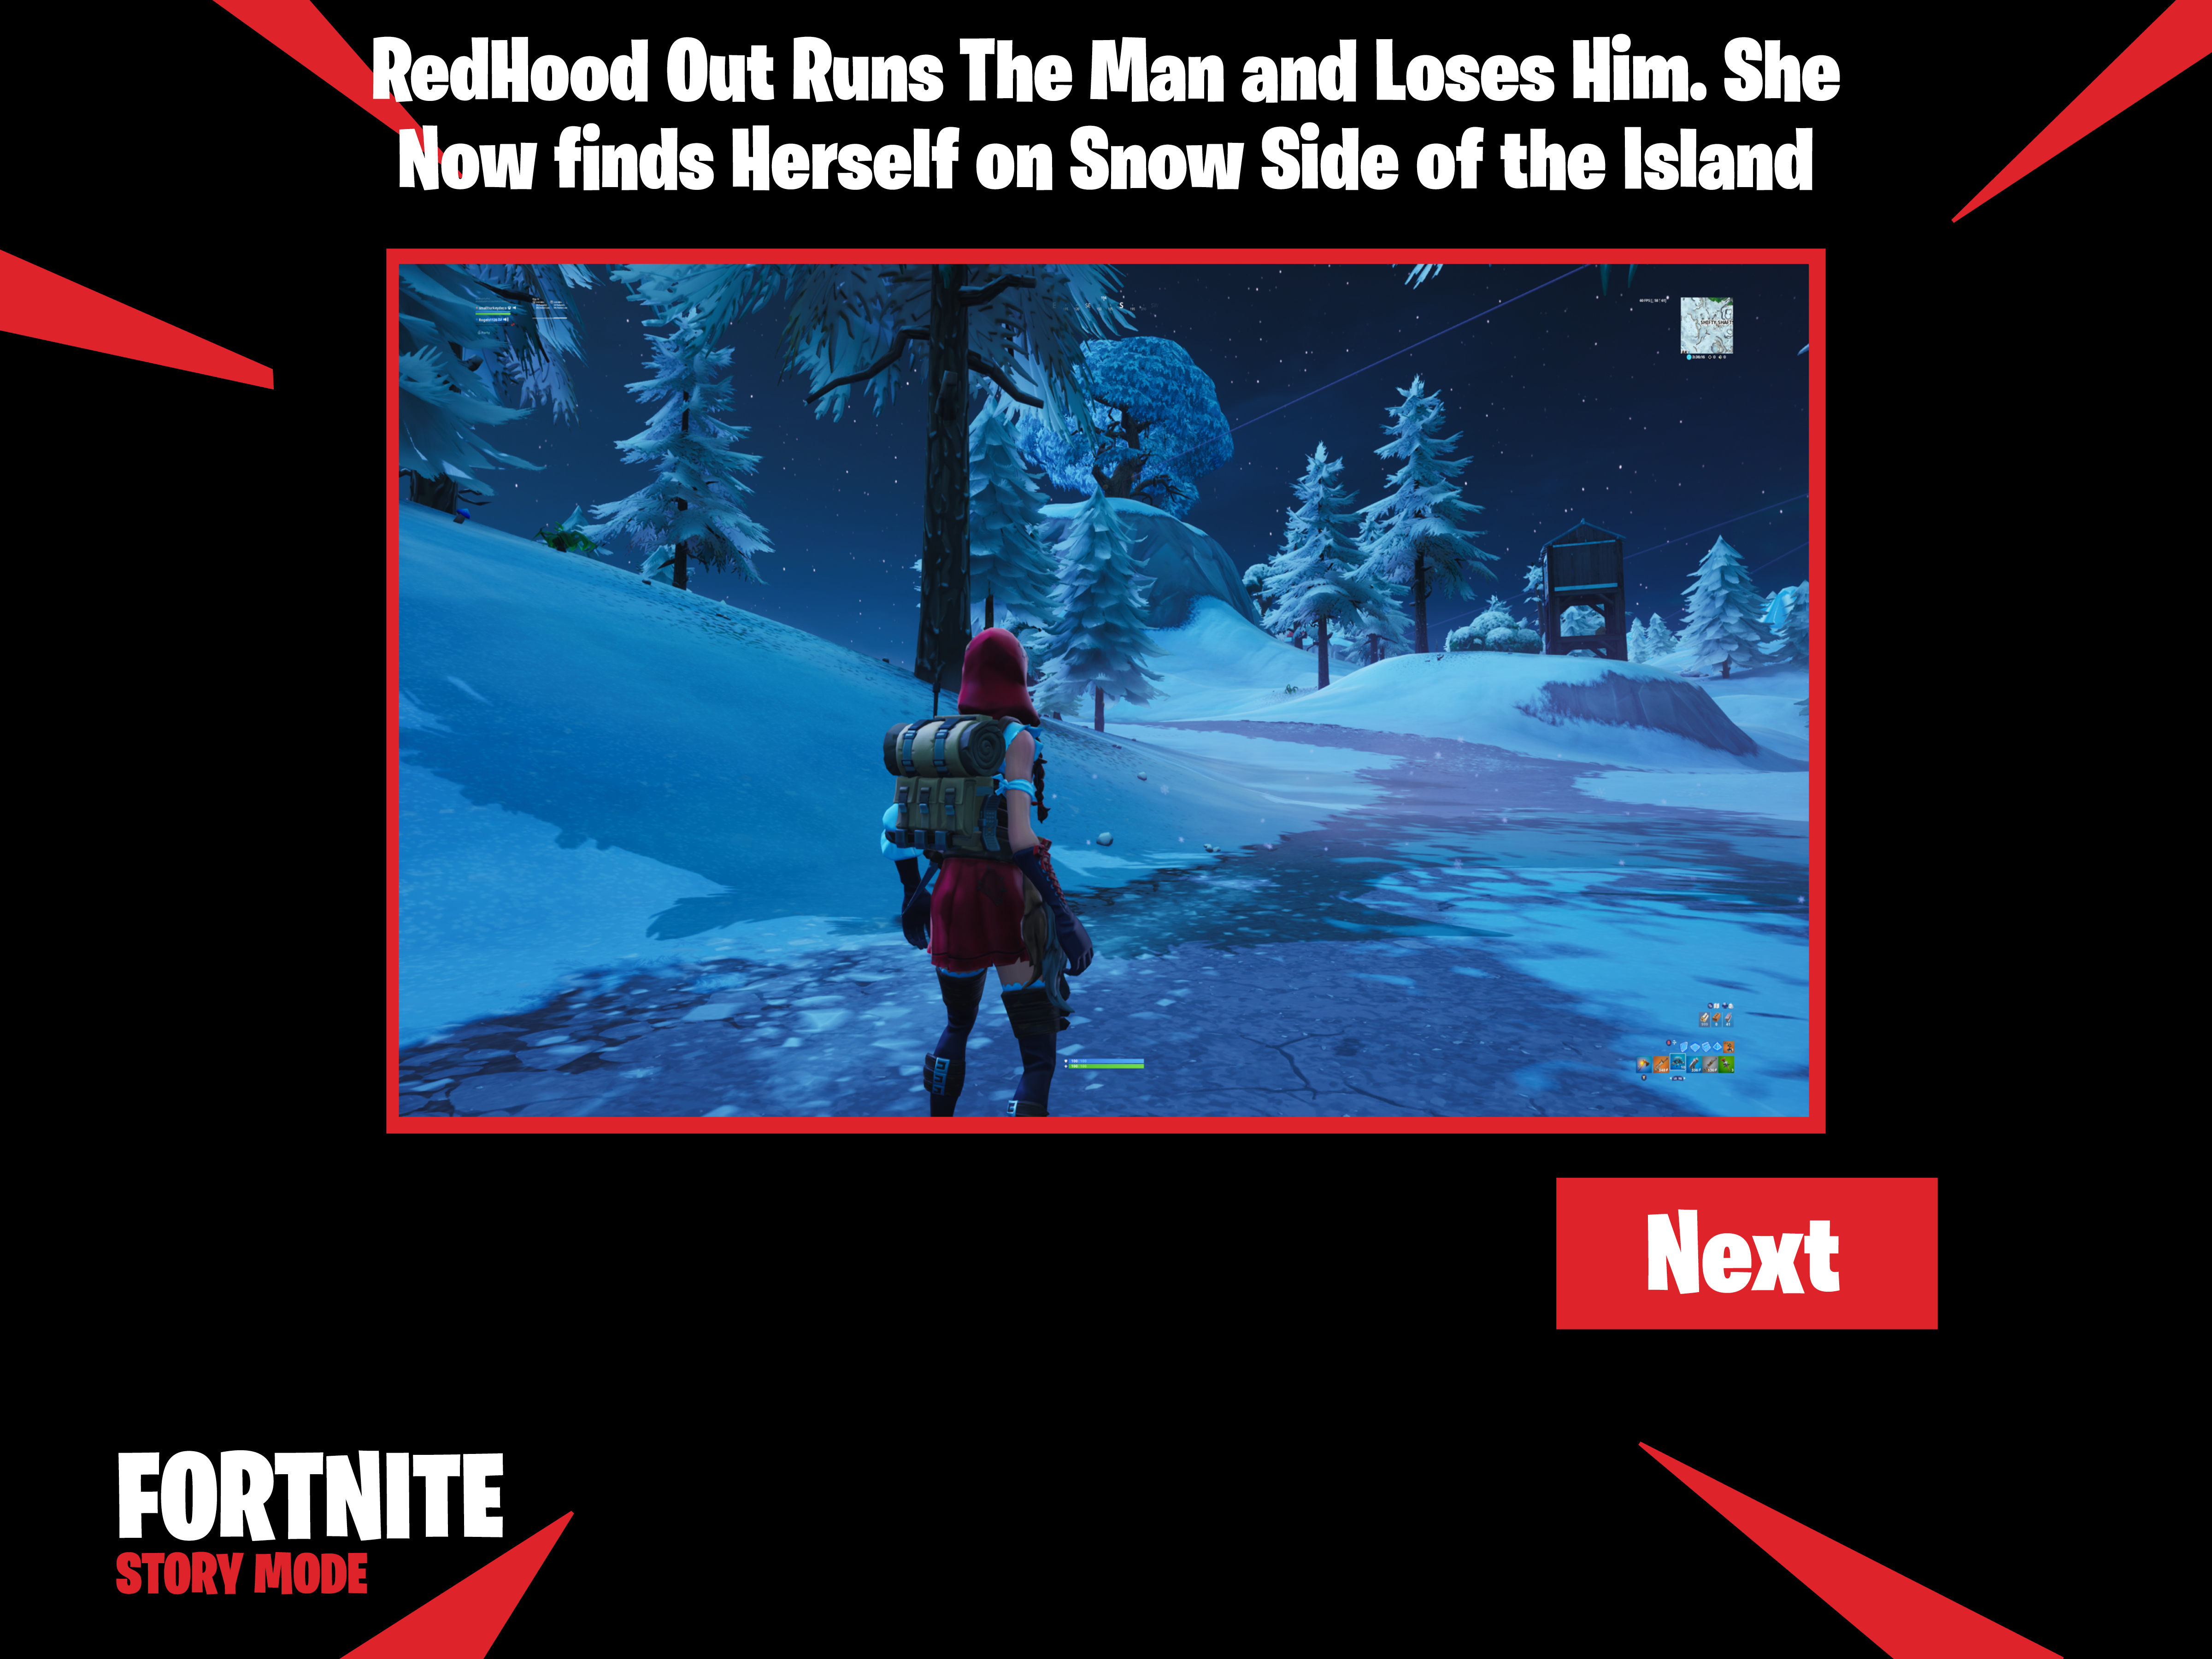 RedHood Out Runs The Man and Loses Him. She
Now finds Herself on Snow Side of the Island
S
Next
FORTNITE
STORY MODE